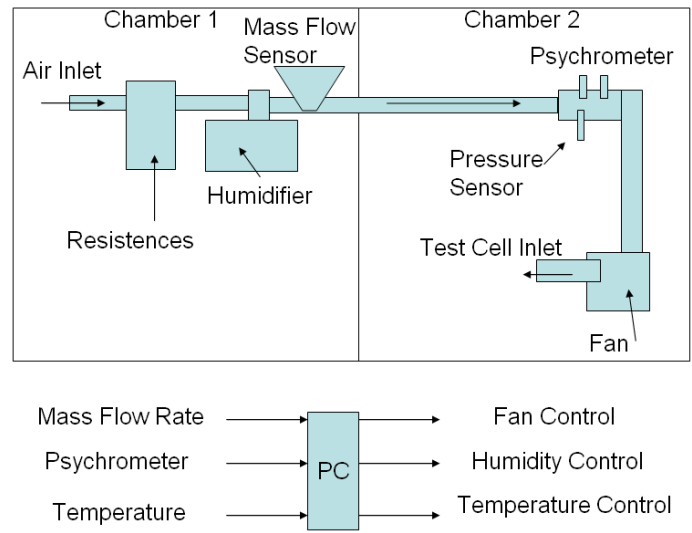 Chamber 1
Chamber 2
Mass Flow
Sensor
Air Inlet
Psychrometer
Pressure
Sensor
Humidifier
Resistences
Test Cell Inlet
Fan
Mass Flow Rate
Fan Control
Psychrometer
PC
Humidity Control
Temperature
Temperature Control